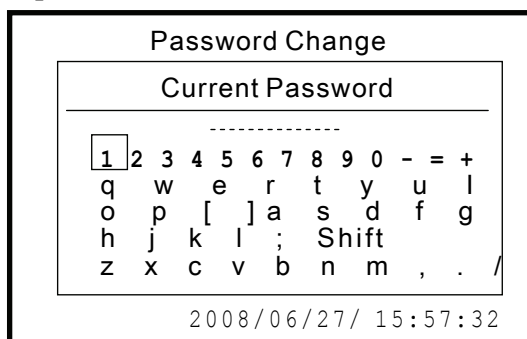 Password Change
Current Password
--------------
1 2 3 4 5 6 7 8 9 0 - = +
q w e r t y u I
o p [ ] a s d f g
h j k l ; Shift
z x c v b n m , . /
2008/06/27/ 15:57:32